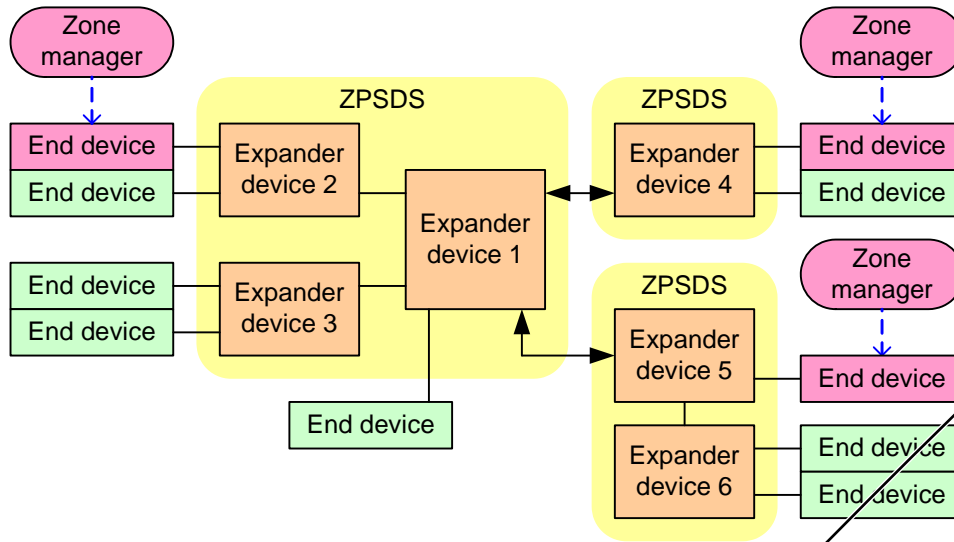 Zone
manager
Zone
manager
ZPSDS
ZPSDS
End device
End device
Expander
device 2
Expander
device 1
Expander
device 4
End device
End device
End device
End device
Expander
device 3
ZPSDS
Zone
manager
Expander
device 5
End device
End device
Expander
device 6
End device
End device